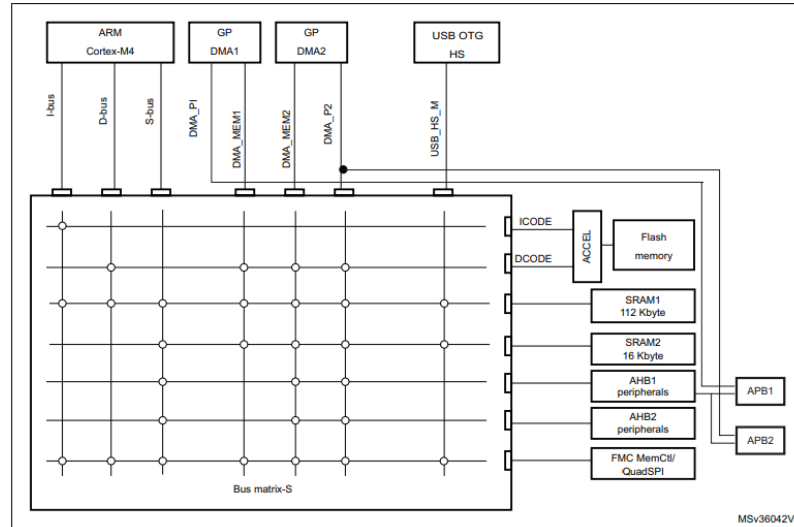 ARM
Cortex-M4
GP
DMA1
GP
DMA2
USB OTG
HS
I-bus
D-bus
S-bus
DMA_PI
DMA_MEM1
DMA_MEM2
DMA_P2
USB_HS_M
ICODE
DCODE
ACCEL
Flash
memory
SRAM1
112 Kbyte
SRAM2
16 Kbyte
AHB1
peripherals
APB1
AHB2
peripherals
APB2
FMC MemCtl/
QuadSPI
Bus matrix-S
MSv36042V